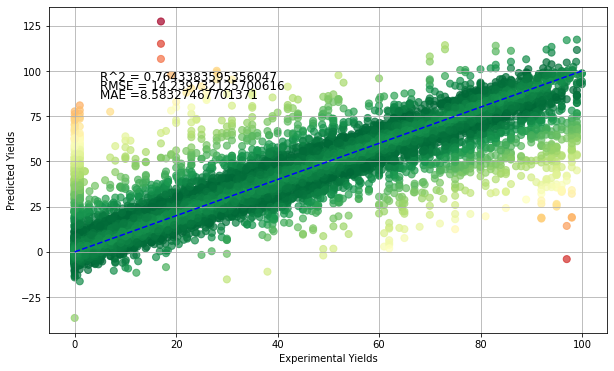 125
100
75
50
25
0
−25
R^2 = 0.7643383595356047
RMSE = 14.239732125700616
MAE =8.58327467701371
0 20 40 60 80 100
Experimental Yields
Predicted Yields